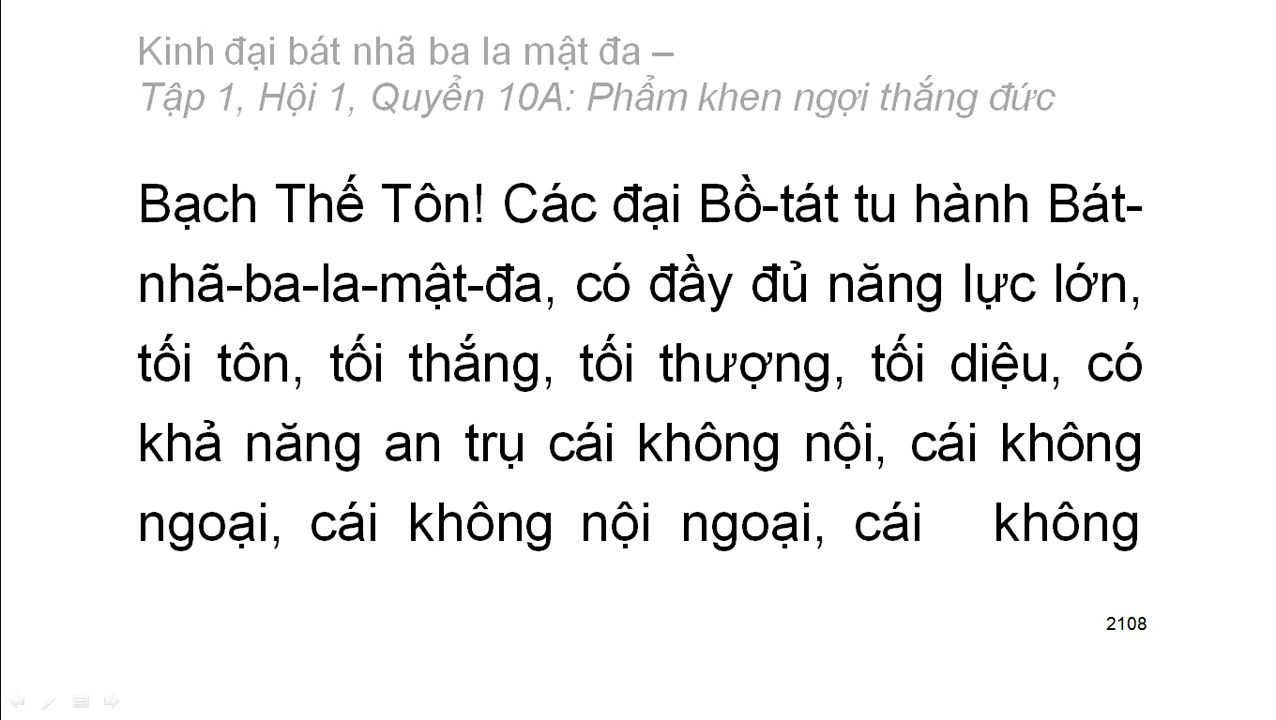 Kinh đại bát nhã ba la mật đa –
Tập 1, Hội 1, Quyển 10A: Phẩm khen ngợi thắng đức
Bạch Thế Tôn! Các đại Bồ-tát tu hành Bát-
nhã-ba-la-mật-đa, có đầy đủ năng lực lớn,
tối tôn, tối thắng, tối thượng, tối diệu, có
khả năng an trụ cái không nội, cái không
ngoại, cái không nội ngoại, cái không
2108